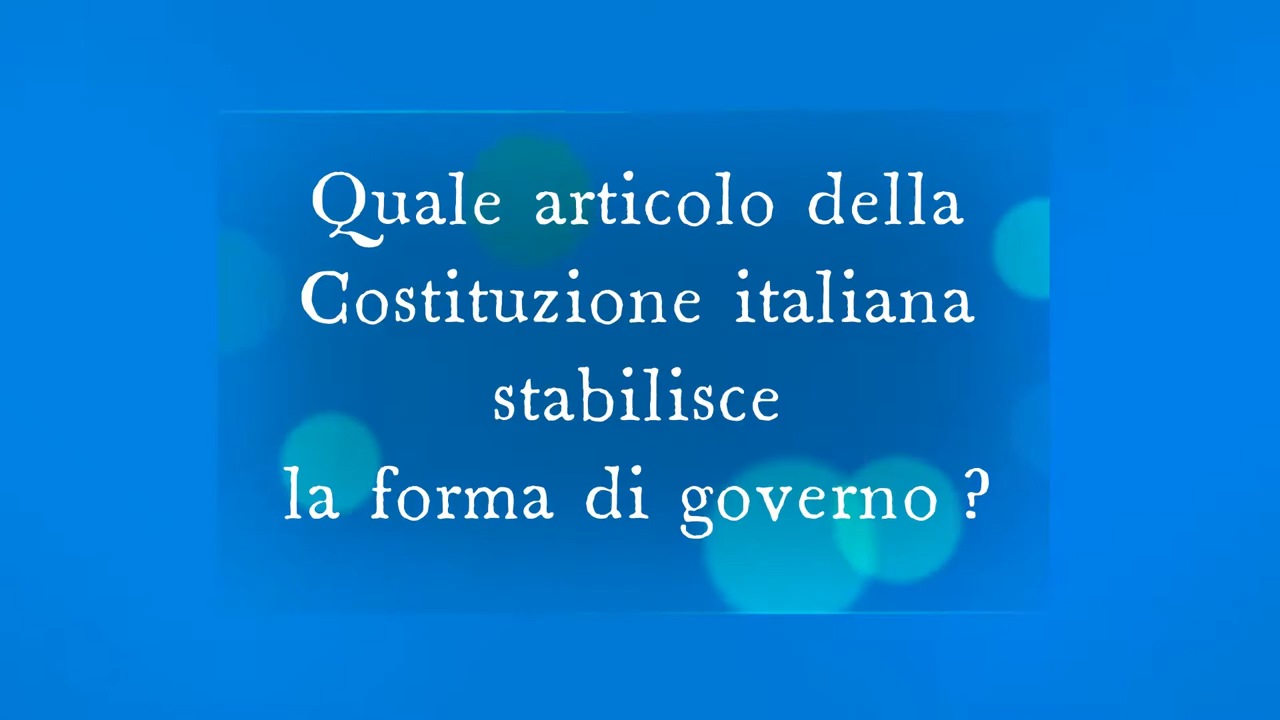 Quale articolo della
Costituzione italiana
stabilisce
la forma di governo ?